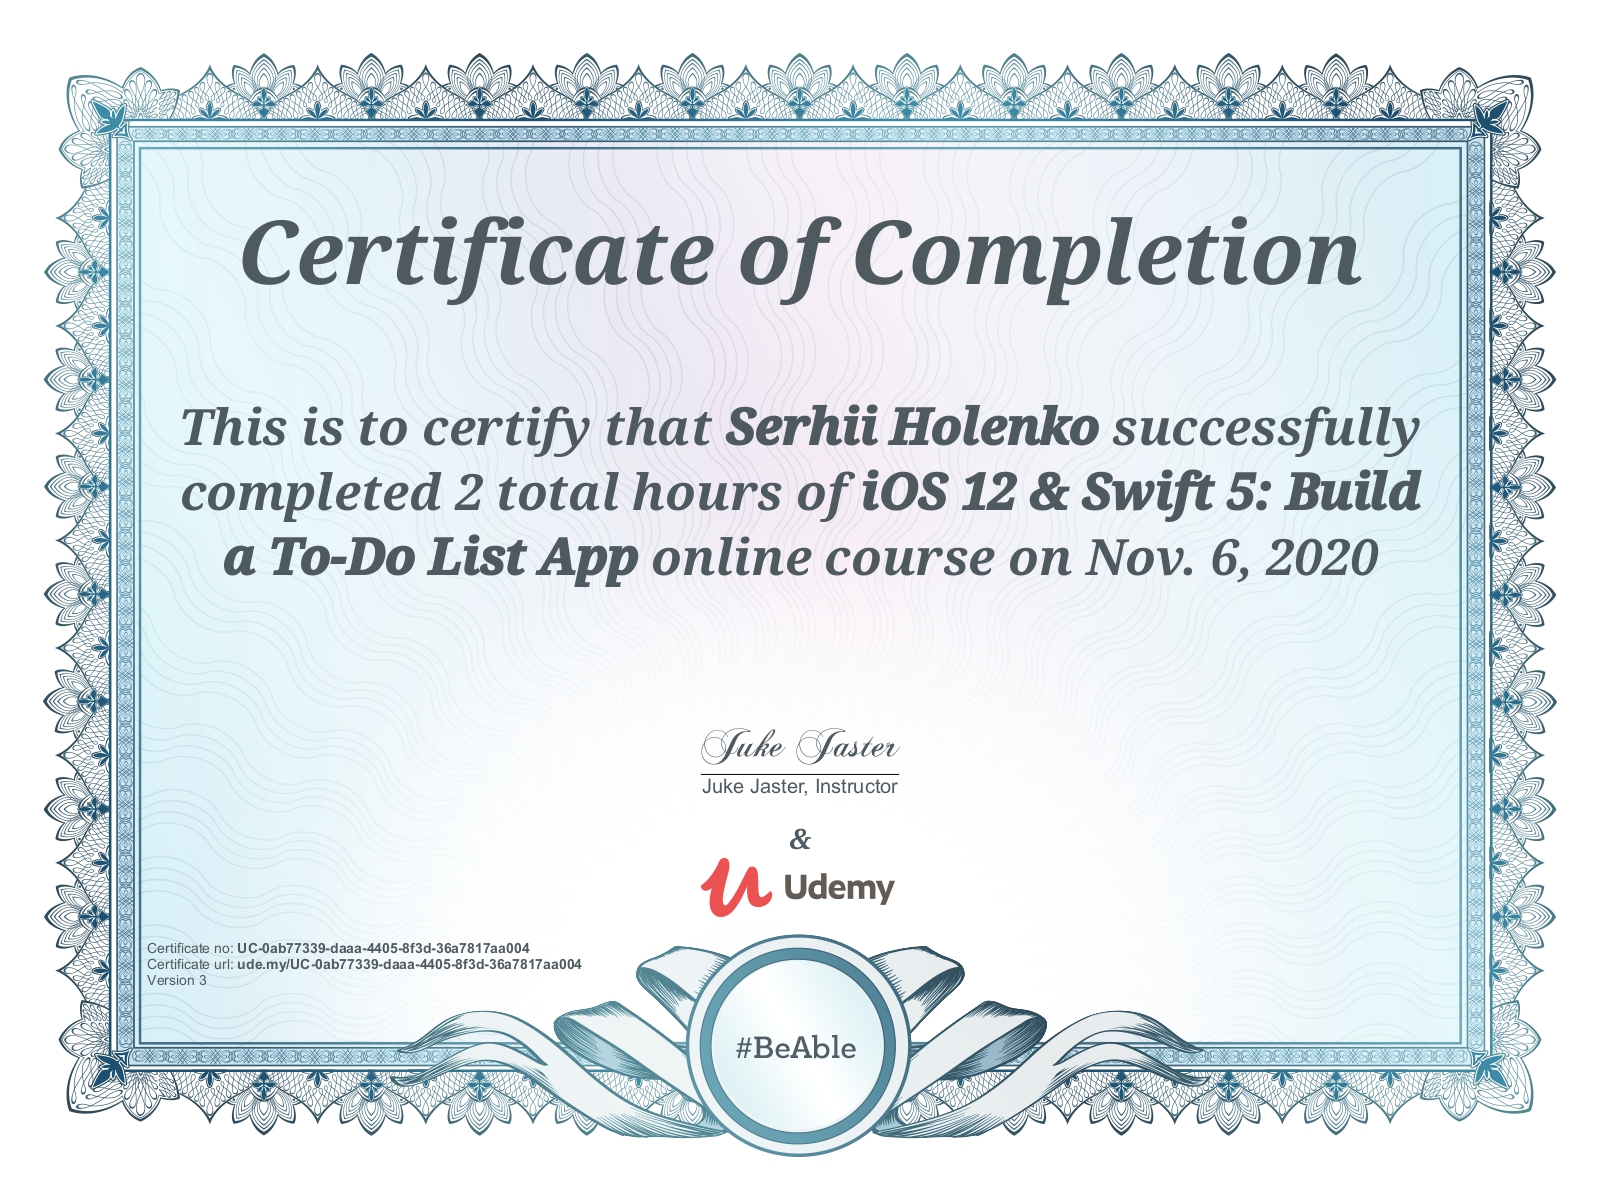 Certificate of Completion
This is to certify that Serhii Holenko successfully
completed 2 total hours of iOS 12 & Swift 5: Build
a To-Do List App online course on Nov. 6, 2020
Juke Jaster
Juke Jaster, Instructor
&
Udemy
Certificate no: UC-0ab77339-daaa-4405-8f3d-36a7817aa004
Certificate url: ude.my/UC-0ab77339-daaa-4405-8f3d-36a7817aa004
Version 3
#BeAble